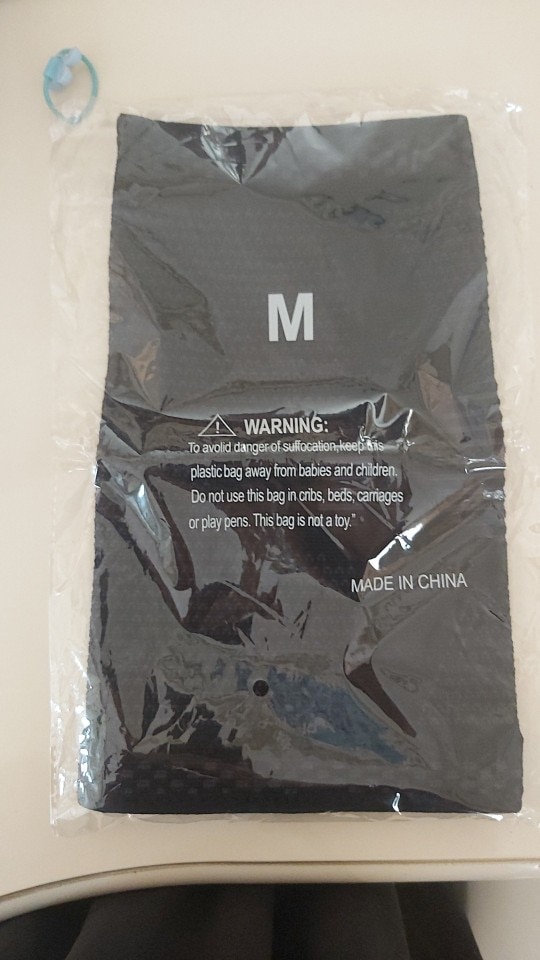 M
⚠ WARNING:
To avolid danger of suffocation,keep this
plastic bag away from babies and children.
Do not use this bag in cribs, beds, carriages
or play pens. This bag is not a toy.”
MADE IN CHINA